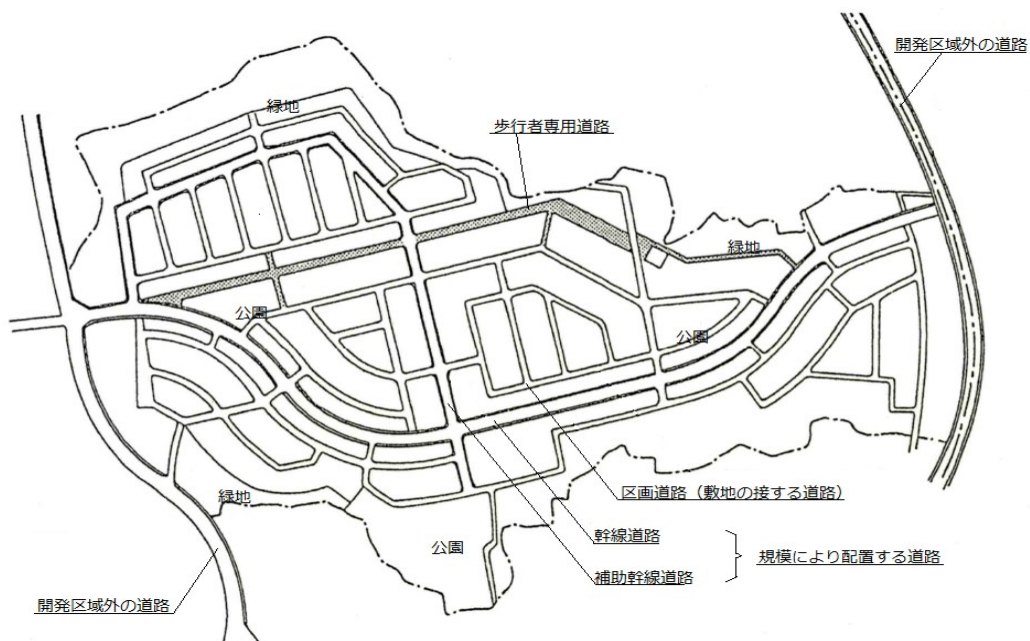 開発区域外の道路
緑地
歩行者専用道路
緑地
公園
公園
緑地
区画道路（敷地の接する道路）
幹線道路
公園
規模により配置する道路
補助幹線道路
開発区域外の道路